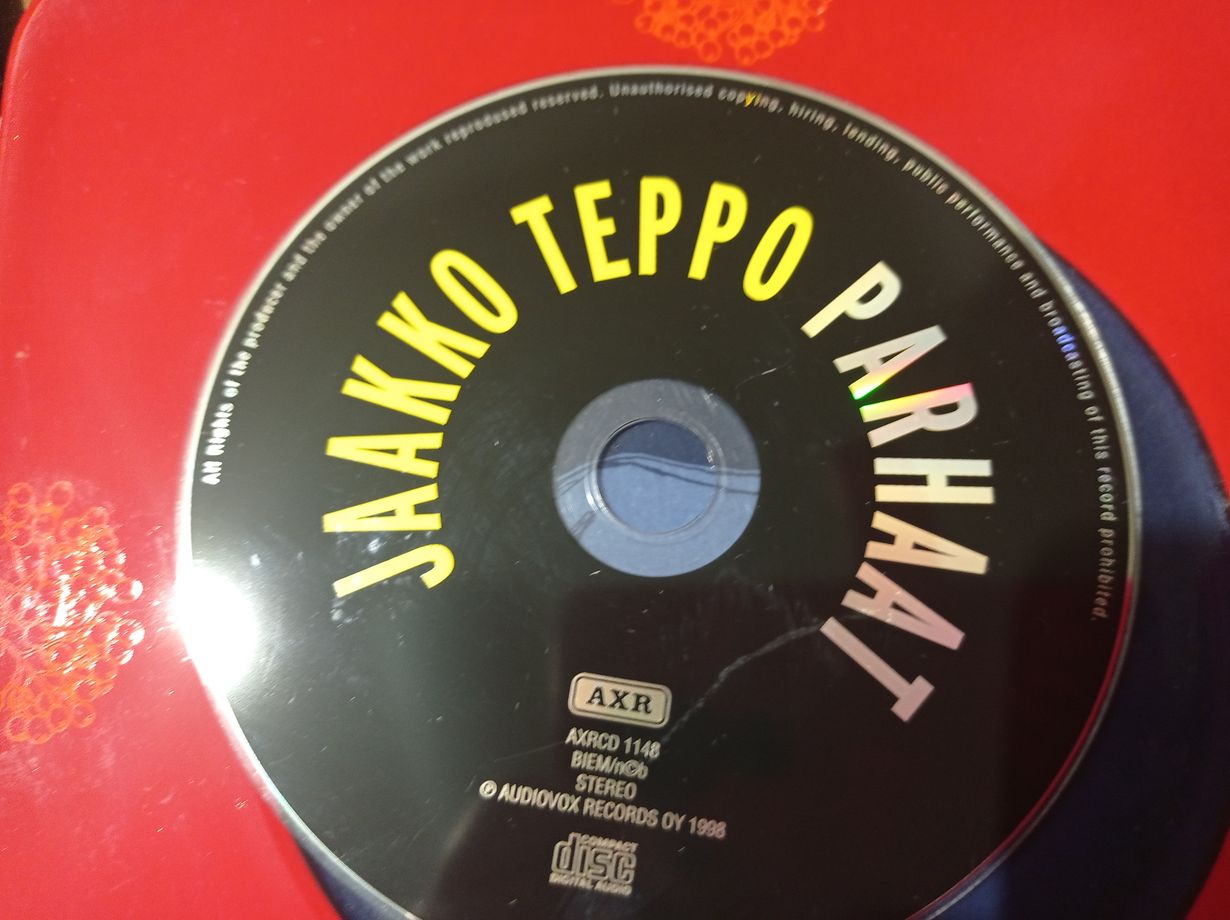 All Rights of the producer and the owner of the work reprodused reserved. Unauthorised copying, hiring, lending, public performance and broadcasting of this record prohibited.
JAAKKO TEPPO PARHAAT
AXR
AXRCD 1148
BIEM/n©b
STEREO
℗ AUDIOVOX RECORDS OY 1998
COMPACT
disc
DIGITAL AUDIO